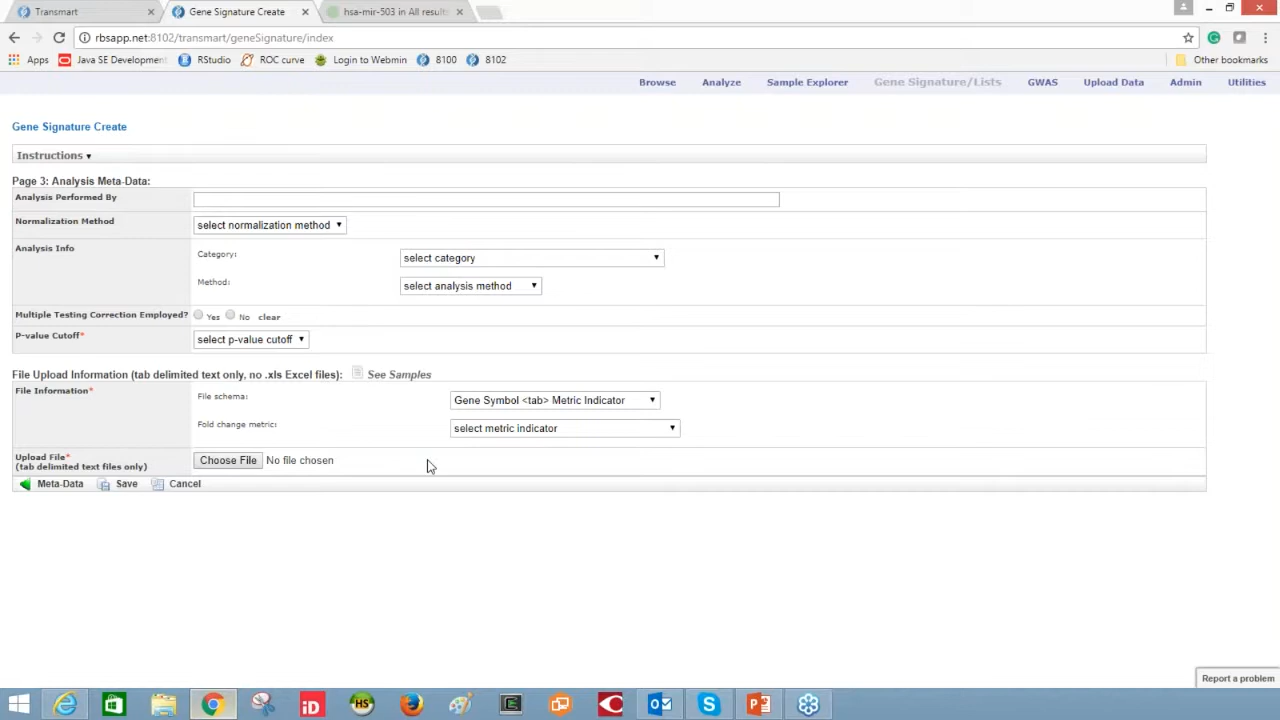 Transmart
Gene Signature Create
hsa-mir-503 in All results
rbsapp.net:8102/transmart/geneSignature/index
Apps
Java SE Developmen
RStudio
ROC curve
Login to Webmin
8100
8102
Other bookmarks
Browse
Analyze
Sample Explorer
Gene Signature/Lists
GWAS
Upload Data
Admin
Utilities
Gene Signature Create
Instructions
Page 3: Analysis Meta-Data:
Analysis Performed By
Normalization Method
select normalization method
Analysis Info
Category:
select category
Method:
select analysis method
Multiple Testing Correction Employed?
Yes
No
clear
P-value Cutoff*
select p-value cutoff
File Upload Information (tab delimited text only, no .xls Excel files):
See Samples
File Information*
File schema:
Gene Symbol <tab> Metric Indicator
Fold change metric:
select metric indicator
Upload File*
(tab delimited text files only)
Choose File
No file chosen
Meta-Data
Save
Cancel
Report a problem
iD
HS